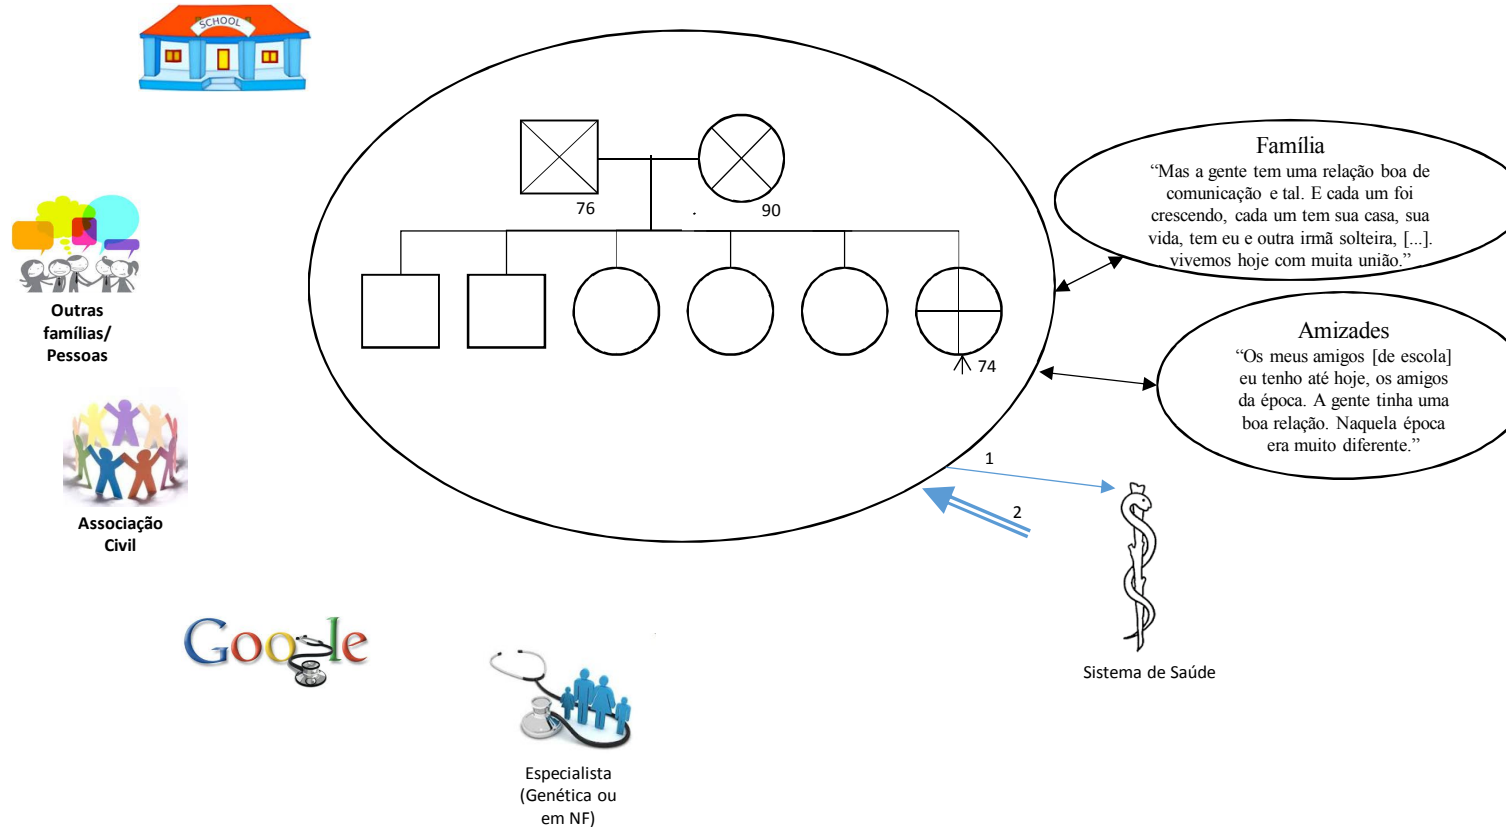 SCHOOL
76
90
74
Família
“Mas a gente tem uma relação boa de
comunicação e tal. E cada um foi
crescendo, cada um tem sua casa, sua
vida, tem eu e outra irmã solteira, [...].
vivemos hoje com muita união.”
Amizades
“Os meus amigos [de escola]
eu tenho até hoje, os amigos
da época. A gente tinha uma
boa relação. Naquela época
era muito diferente.”
Outras
famílias/
Pessoas
Associação
Civil
1
2
Sistema de Saúde
Google
Especialista
(Genética ou
em NF)